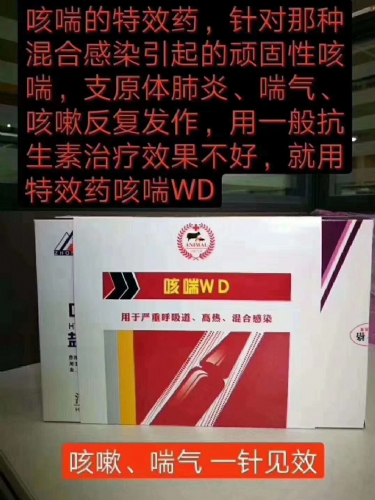 咳喘的特效药，针对那种
混合感染引起的顽固性咳
喘，支原体肺炎、喘气、
咳嗽反复发作，用一般抗
生素治疗效果不好，就用
特效药咳喘WD
ANIMAL
咳喘WD
用于严重呼吸道、高热、混合感染
咳嗽、喘气 一针见效